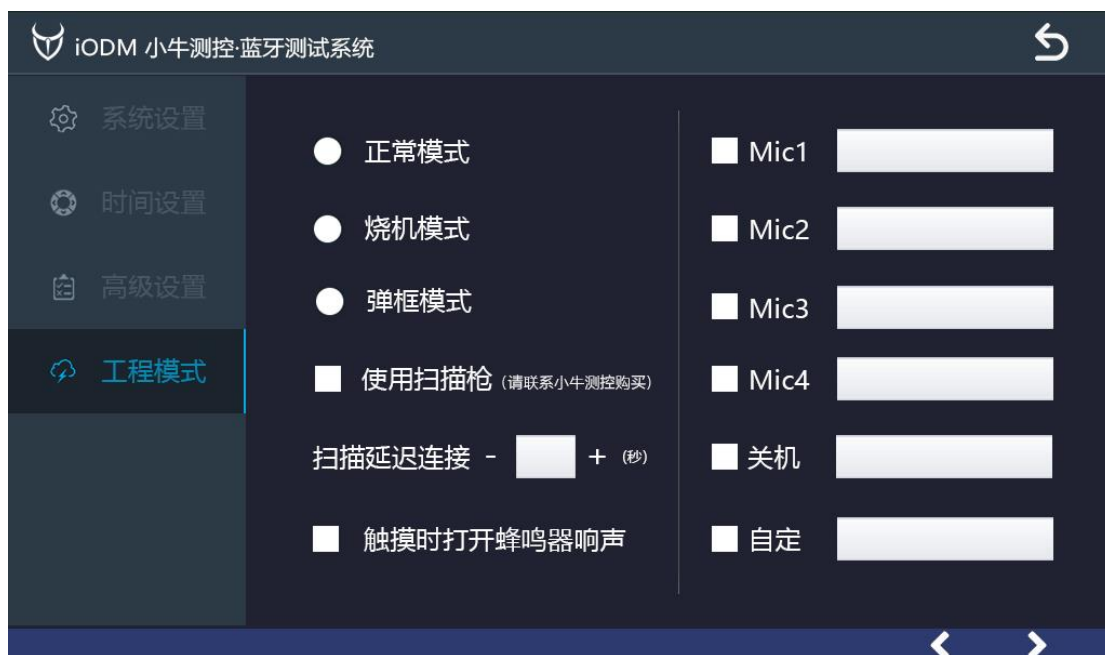 iODM 小牛测控·蓝牙测试系统
系统设置
时间设置
高级设置
工程模式
正常模式
烧机模式
弹框模式
使用扫描枪 (请联系小牛测控购买)
扫描延迟连接 - + (秒)
触摸时打开蜂鸣器响声
Mic1
Mic2
Mic3
Mic4
关机
自定